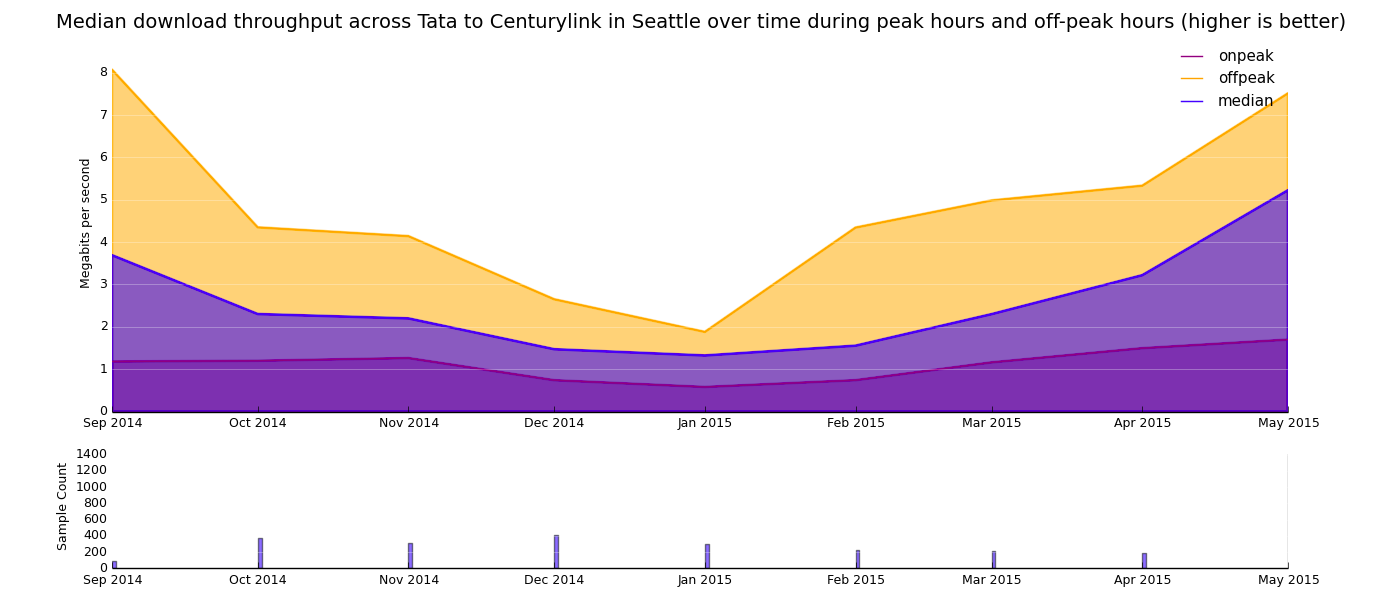 Median download throughput across Tata to Centurylink in Seattle over time during peak hours and off-peak hours (higher is better)
onpeak
offpeak
median
8
7
6
5
4
3
2
1
0
Megabits per second
Sep 2014 Oct 2014 Nov 2014 Dec 2014 Jan 2015 Feb 2015 Mar 2015 Apr 2015 May 2015
1400
1200
1000
800
600
400
200
0
Sample Count
Sep 2014 Oct 2014 Nov 2014 Dec 2014 Jan 2015 Feb 2015 Mar 2015 Apr 2015 May 2015